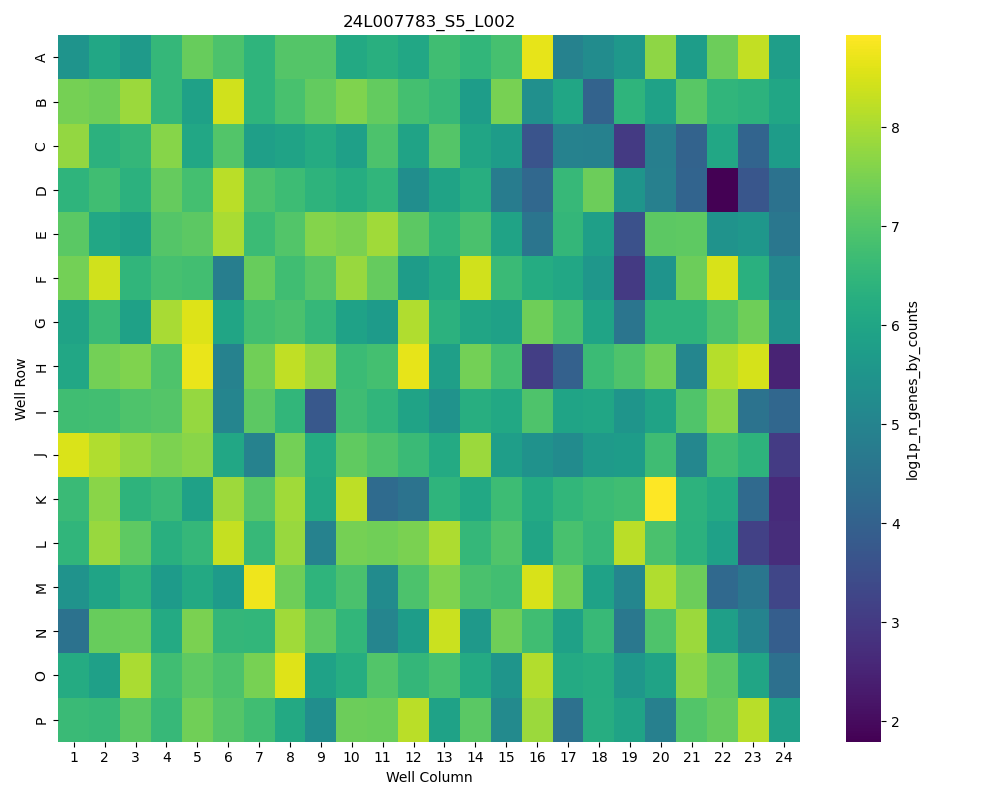 24L007783_S5_L002
A
B
C
D
E
F
G
H
I
J
K
L
M
N
O
P
Well Row
1 2 3 4 5 6 7 8 9 10 11 12 13 14 15 16 17 18 19 20 21 22 23 24
Well Column
8
7
6
5
4
3
2
log1p_n_genes_by_counts